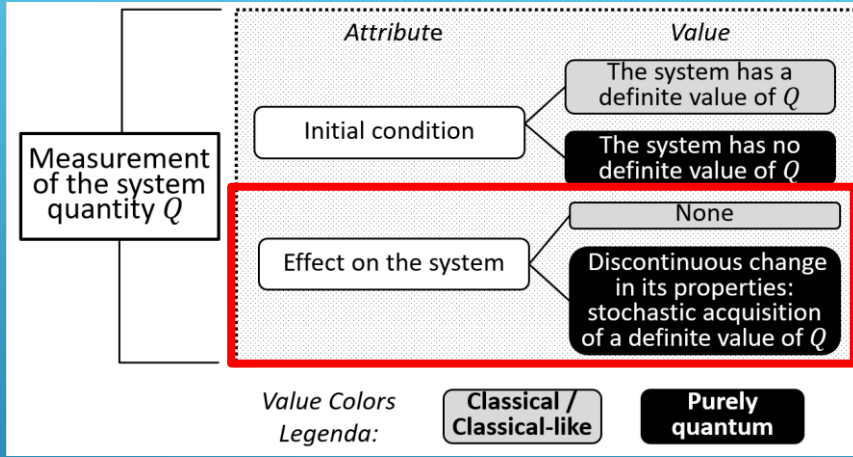 Attribute
Value
Measurement
of the system
quantity Q
Initial condition
The system has a
definite value of Q
The system has no
definite value of Q
Effect on the system
None
Discontinuous change
in its properties:
stochastic acquisition
of a definite value of Q
Value Colors
Legenda:
Classical /
Classical-like
Purely
quantum